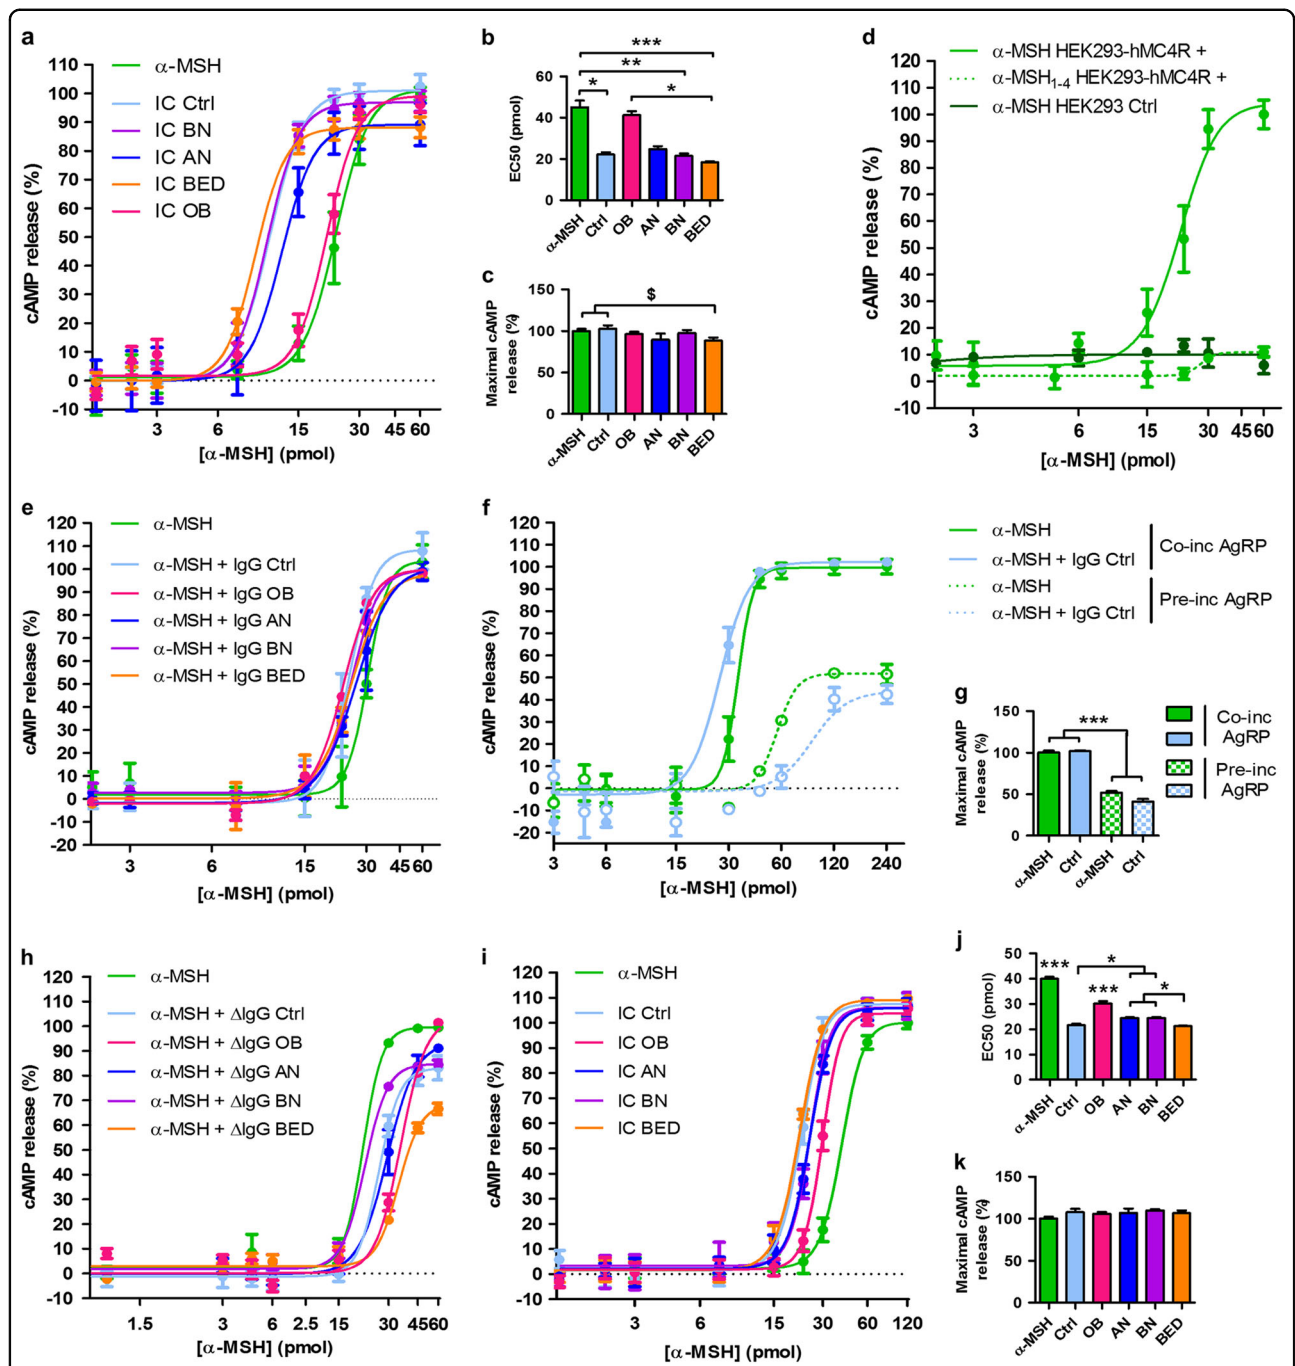 a
110
100
90
80
70
60
50
40
30
20
10
0
-10
cAMP release (%)
α-MSH
IC Ctrl
IC BN
IC AN
IC BED
IC OB
3 6 15 30 45 60
[α-MSH] (pmol)
b
***
**
*
*
60
40
20
0
EC50 (pmol)
α-MSH Ctrl OB AN BN BED
c
$
150
100
50
0
Maximal cAMP
release (%)
α-MSH Ctrl OB AN BN BED
d
α-MSH HEK293-hMC4R +
α-MSH1-4 HEK293-hMC4R +
α-MSH HEK293 Ctrl
120
110
100
90
80
70
60
50
40
30
20
10
0
-10
cAMP release (%)
3 6 15 30 45 60
[α-MSH] (pmol)
e
120
110
100
90
80
70
60
50
40
30
20
10
0
-10
-20
cAMP release (%)
α-MSH
α-MSH + IgG Ctrl
α-MSH + IgG OB
α-MSH + IgG AN
α-MSH + IgG BN
α-MSH + IgG BED
3 6 15 30 45 60
[α-MSH] (pmol)
f
120
110
100
90
80
70
60
50
40
30
20
10
0
-10
-20
cAMP release (%)
3 6 15 30 60 120 240
[α-MSH] (pmol)
α-MSH
α-MSH + IgG Ctrl
Co-inc AgRP
α-MSH
α-MSH + IgG Ctrl
Pre-inc AgRP
g
***
150
100
50
0
Maximal cAMP
release (%)
α-MSH Ctrl α-MSH Ctrl
Co-inc
AgRP
Pre-inc
AgRP
h
120
110
100
90
80
70
60
50
40
30
20
10
0
-10
cAMP release (%)
α-MSH
α-MSH + ΔIgG Ctrl
α-MSH + ΔIgG OB
α-MSH + ΔIgG AN
α-MSH + ΔIgG BN
α-MSH + ΔIgG BED
1.5 3 6 2.5 15 30 45 60
[α-MSH] (pmol)
i
120
110
100
90
80
70
60
50
40
30
20
10
0
-10
cAMP release (%)
α-MSH
IC Ctrl
IC OB
IC AN
IC BN
IC BED
3 6 15 30 60 120
[α-MSH] (pmol)
j
50
40
30
20
10
0
EC50 (pmol)
***
*
***
*
α-MSH Ctrl OB AN BN BED
k
150
100
50
0
Maximal cAMP
release (%)
α-MSH Ctrl OB AN BN BED